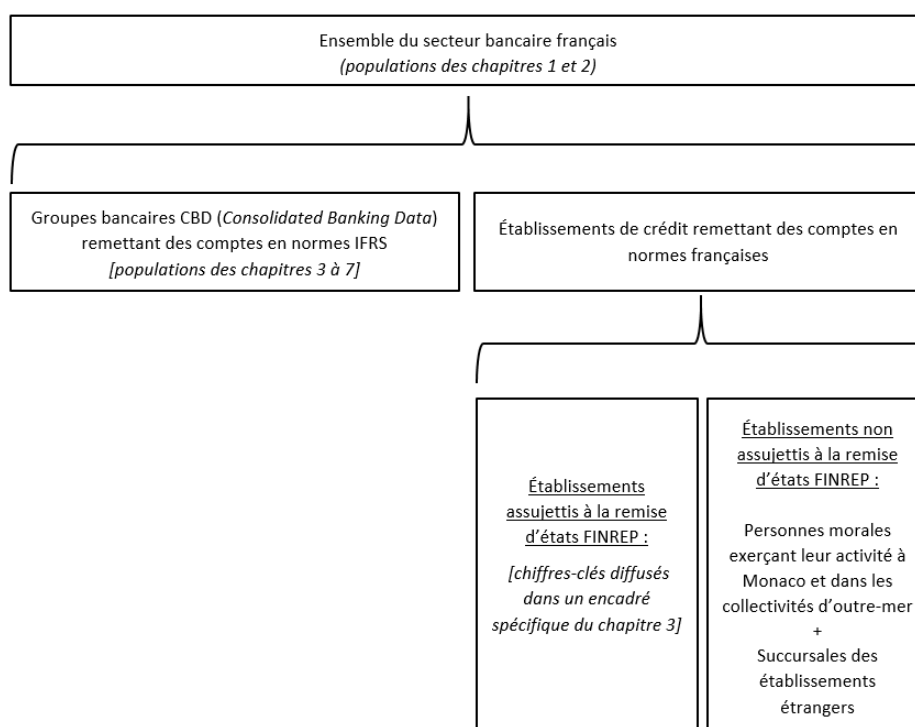 Ensemble du secteur bancaire français
(populations des chapitres 1 et 2)
Groupes bancaires CBD (Consolidated Banking Data)
remettant des comptes en normes IFRS
[populations des chapitres 3 à 7]
Établissements de crédit remettant des comptes en
normes françaises
Établissements
assujettis à la remise
d’états FINREP :
[chiffres-clés diffusés
dans un encadré
spécifique du chapitre 3]
Établissements non
assujettis à la remise
d’états FINREP :
Personnes morales
exerçant leur activité à
Monaco et dans les
collectivités d’outre-mer
+
Succursales des
établissements
étrangers